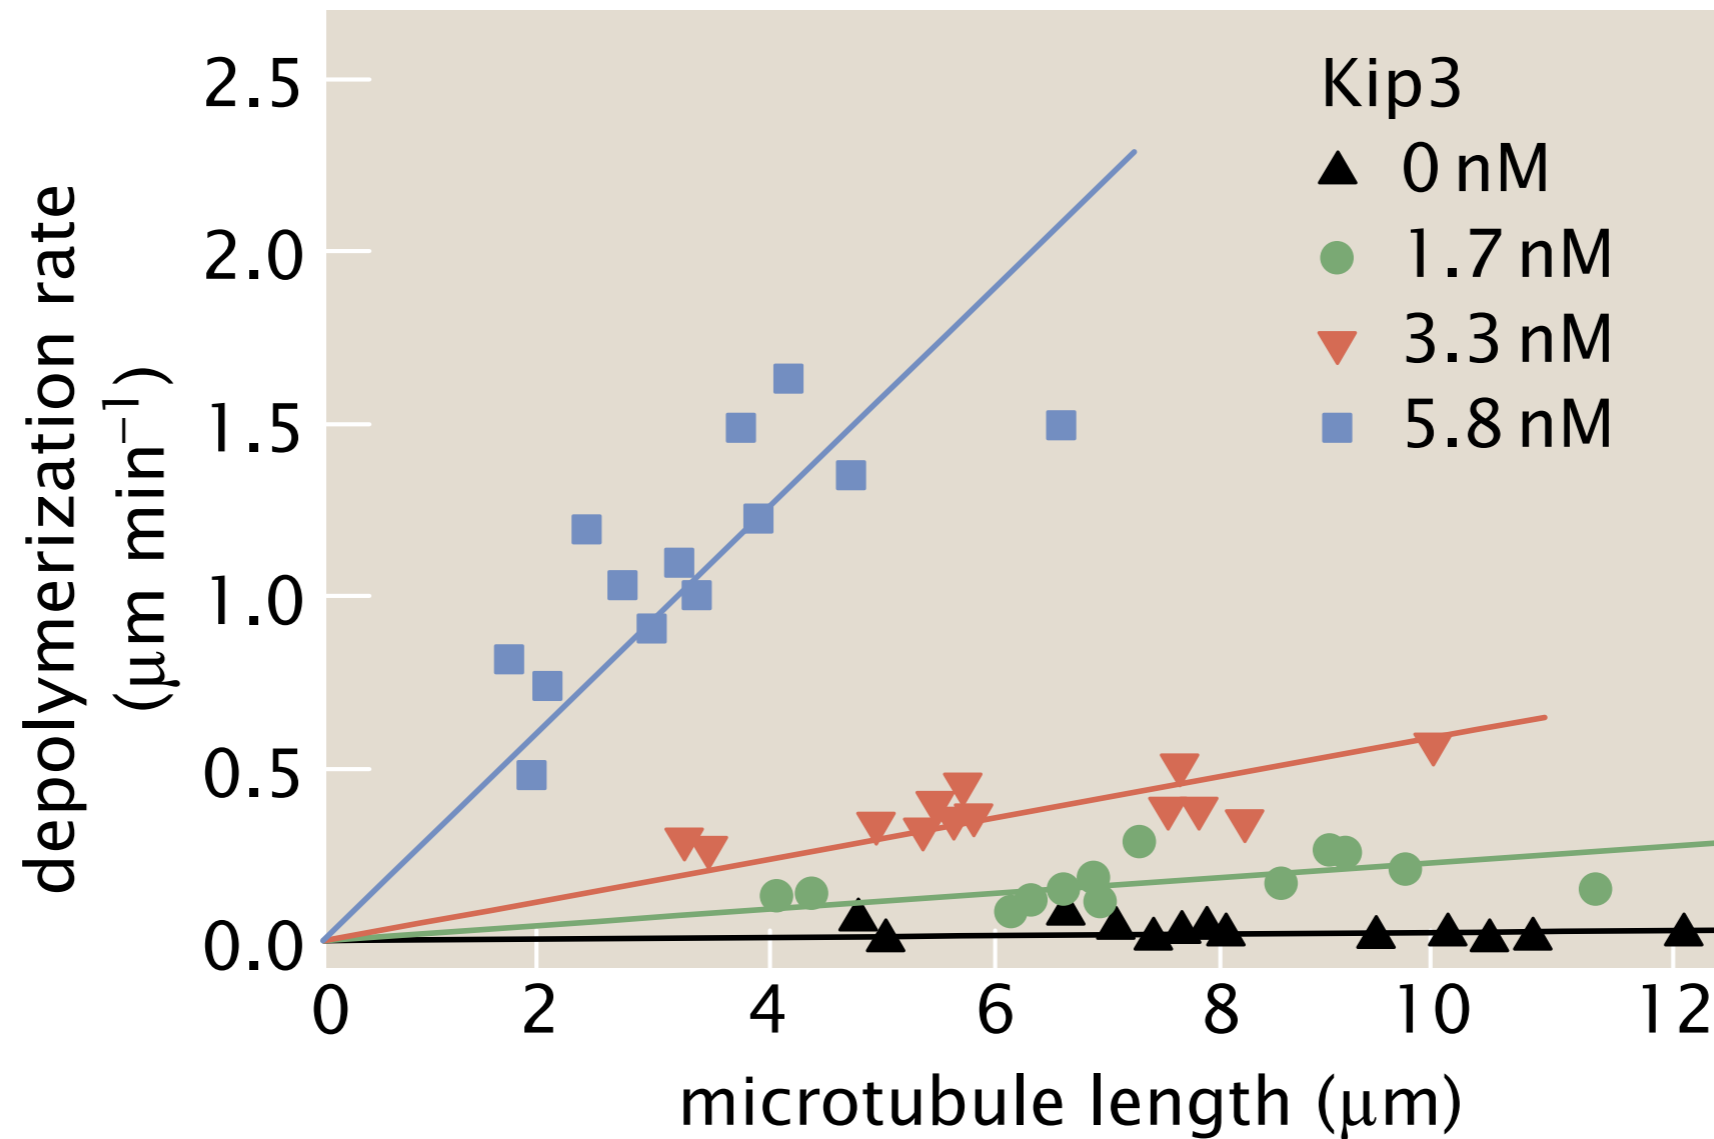 depolymerization rate
(μm min⁻¹)
2.5
2.0
1.5
1.0
0.5
0.0
Kip3
0 nM
1.7 nM
3.3 nM
5.8 nM
0 2 4 6 8 10 12
microtubule length (μm)